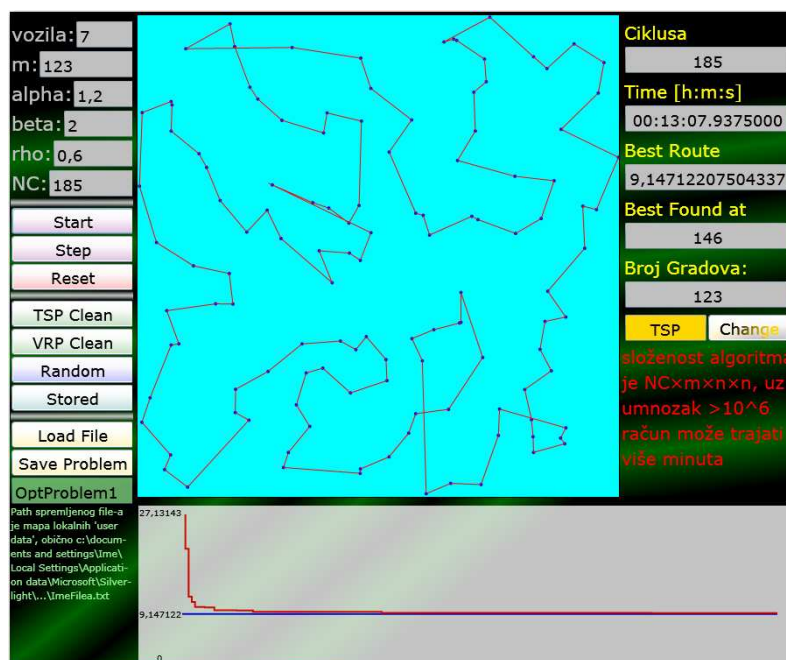 vozila: 7
m: 123
alpha: 1,2
beta: 2
rho: 0,6
NC: 185
Start
Step
Reset
TSP Clean
VRP Clean
Random
Stored
Load File
Save Problem
OptProblem1
Path spremljenog file-a
je mapa lokalnih 'user
data', obično c:\docum-
ents and settings\Ime\
Local Settings\Applicati-
on data\Microsoft\Silver-
light\...\ImeFilea.txt
27,13143
9,147122
0
Ciklusa
185
Time [h:m:s]
00:13:07.9375000
Best Route
9,14712207504337
Best Found at
146
Broj Gradova:
123
TSP Change
složenost algoritma
je NC×m×n×n, uz
umnozak >10^6
račun može trajati
više minuta